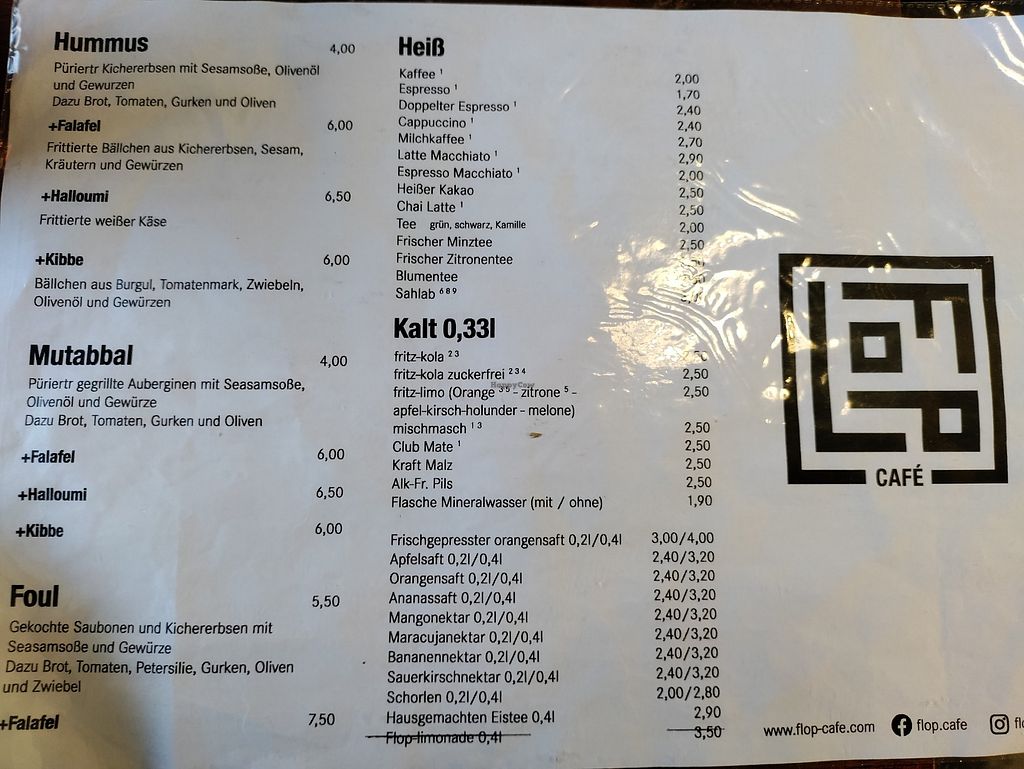 Hummus 4,00
Püriertr Kichererbsen mit Sesamsoße, Olivenöl
und Gewurzen
Dazu Brot, Tomaten, Gurken und Oliven
+Falafel 6,00
Frittierte Bällchen aus Kichererbsen, Sesam,
Kräutern und Gewürzen
+Halloumi 6,50
Frittierte weißer Käse
+Kibbe 6,00
Bällchen aus Burgul, Tomatenmark, Zwiebeln,
Olivenöl und Gewürzen
Mutabbal 4,00
Püriertr gegrillte Auberginen mit Seasamsoße,
Olivenöl und Gewürze
Dazu Brot, Tomaten, Gurken und Oliven
+Falafel 6,00
+Halloumi 6,50
+Kibbe 6,00
Foul 5,50
Gekochte Saubonen und Kichererbsen mit
Seasamsoße und Gewürze
Dazu Brot, Tomaten, Petersilie, Gurken, Oliven
und Zwiebel
+Falafel 7,50
Heiß
Kaffee ¹ 2,00
Espresso ¹ 1,70
Doppelter Espresso ¹ 2,40
Cappuccino ¹ 2,40
Milchkaffee ¹ 2,70
Latte Macchiato ¹ 2,90
Espresso Macchiato ¹ 2,00
Heißer Kakao 2,50
Chai Latte ¹ 2,50
Tee grün, schwarz, Kamille 2,00
Frischer Minztee 2,50
Frischer Zitronentee
Blumentee
Sahlab ⁶ ⁸ ⁹
Kalt 0,33l
fritz-kola ² ³
fritz-kola zuckerfrei ² ³ ⁴ 2,50
fritz-limo (Orange ³ ⁵ - zitrone ⁵ - 2,50
apfel-kirsch-holunder - melone)
mischmasch ¹ ³ 2,50
Club Mate ¹ 2,50
Kraft Malz 2,50
Alk-Fr. Pils 2,50
Flasche Mineralwasser (mit / ohne) 1,90
Frischgepresster orangensaft 0,2l/0,4l 3,00/4,00
Apfelsaft 0,2l/0,4l 2,40/3,20
Orangensaft 0,2l/0,4l 2,40/3,20
Ananassaft 0,2l/0,4l 2,40/3,20
Mangonektar 0,2l/0,4l 2,40/3,20
Maracujanektar 0,2l/0,4l 2,40/3,20
Bananennektar 0,2l/0,4l 2,40/3,20
Sauerkirschnektar 0,2l/0,4l 2,40/3,20
Schorlen 0,2l/0,4l 2,00/2,80
Hausgemachten Eistee 0,4l 2,90
Flop-limonade 0,4l 3,50
FLOP
CAFÉ
www.flop-cafe.com flop.cafe
HappyCow